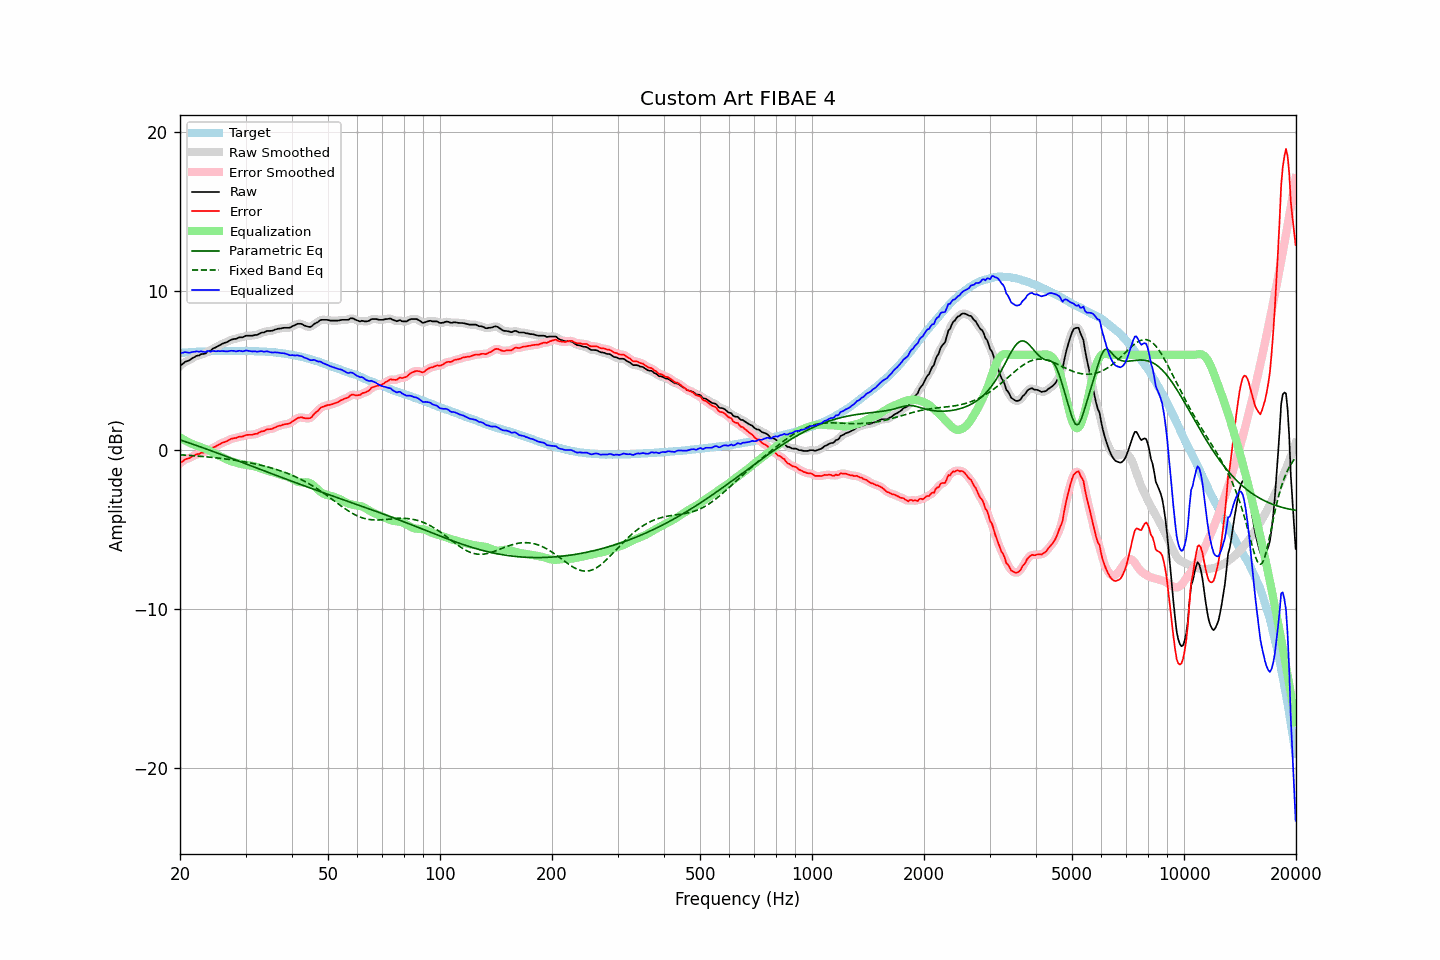 Custom Art FIBAE 4
Target
Raw Smoothed
Error Smoothed
Raw
Error
Equalization
Parametric Eq
Fixed Band Eq
Equalized
Amplitude (dBr)
20
10
0
−10
−20
20
50
100
200
500
1000
2000
5000
10000
20000
Frequency (Hz)